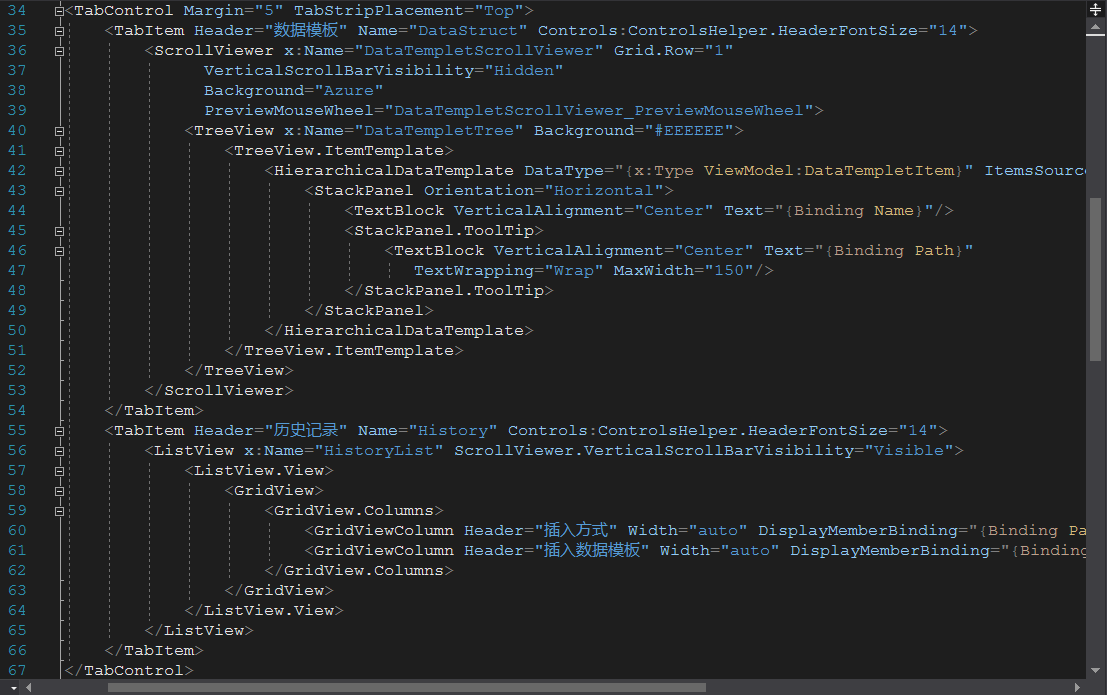 34 <TabControl Margin="5" TabStripPlacement="Top">
35 <TabItem Header="数据模板" Name="DataStruct" Controls:ControlsHelper.HeaderFontSize="14">
36 <ScrollViewer x:Name="DataTempletScrollViewer" Grid.Row="1"
37 VerticalScrollBarVisibility="Hidden"
38 Background="Azure"
39 PreviewMouseWheel="DataTempletScrollViewer_PreviewMouseWheel">
40 <TreeView x:Name="DataTempletTree" Background="#EEEEEE">
41 <TreeView.ItemTemplate>
42 <HierarchicalDataTemplate DataType="{x:Type ViewModel:DataTempletItem}" ItemsSourc
43 <StackPanel Orientation="Horizontal">
44 <TextBlock VerticalAlignment="Center" Text="{Binding Name}"/>
45 <StackPanel.ToolTip>
46 <TextBlock VerticalAlignment="Center" Text="{Binding Path}"
47 TextWrapping="Wrap" MaxWidth="150"/>
48 </StackPanel.ToolTip>
49 </StackPanel>
50 </HierarchicalDataTemplate>
51 </TreeView.ItemTemplate>
52 </TreeView>
53 </ScrollViewer>
54 </TabItem>
55 <TabItem Header="历史记录" Name="History" Controls:ControlsHelper.HeaderFontSize="14">
56 <ListView x:Name="HistoryList" ScrollViewer.VerticalScrollBarVisibility="Visible">
57 <ListView.View>
58 <GridView>
59 <GridView.Columns>
60 <GridViewColumn Header="插入方式" Width="auto" DisplayMemberBinding="{Binding Pa
61 <GridViewColumn Header="插入数据模板" Width="auto" DisplayMemberBinding="{Binding
62 </GridView.Columns>
63 </GridView>
64 </ListView.View>
65 </ListView>
66 </TabItem>
67 </TabControl>